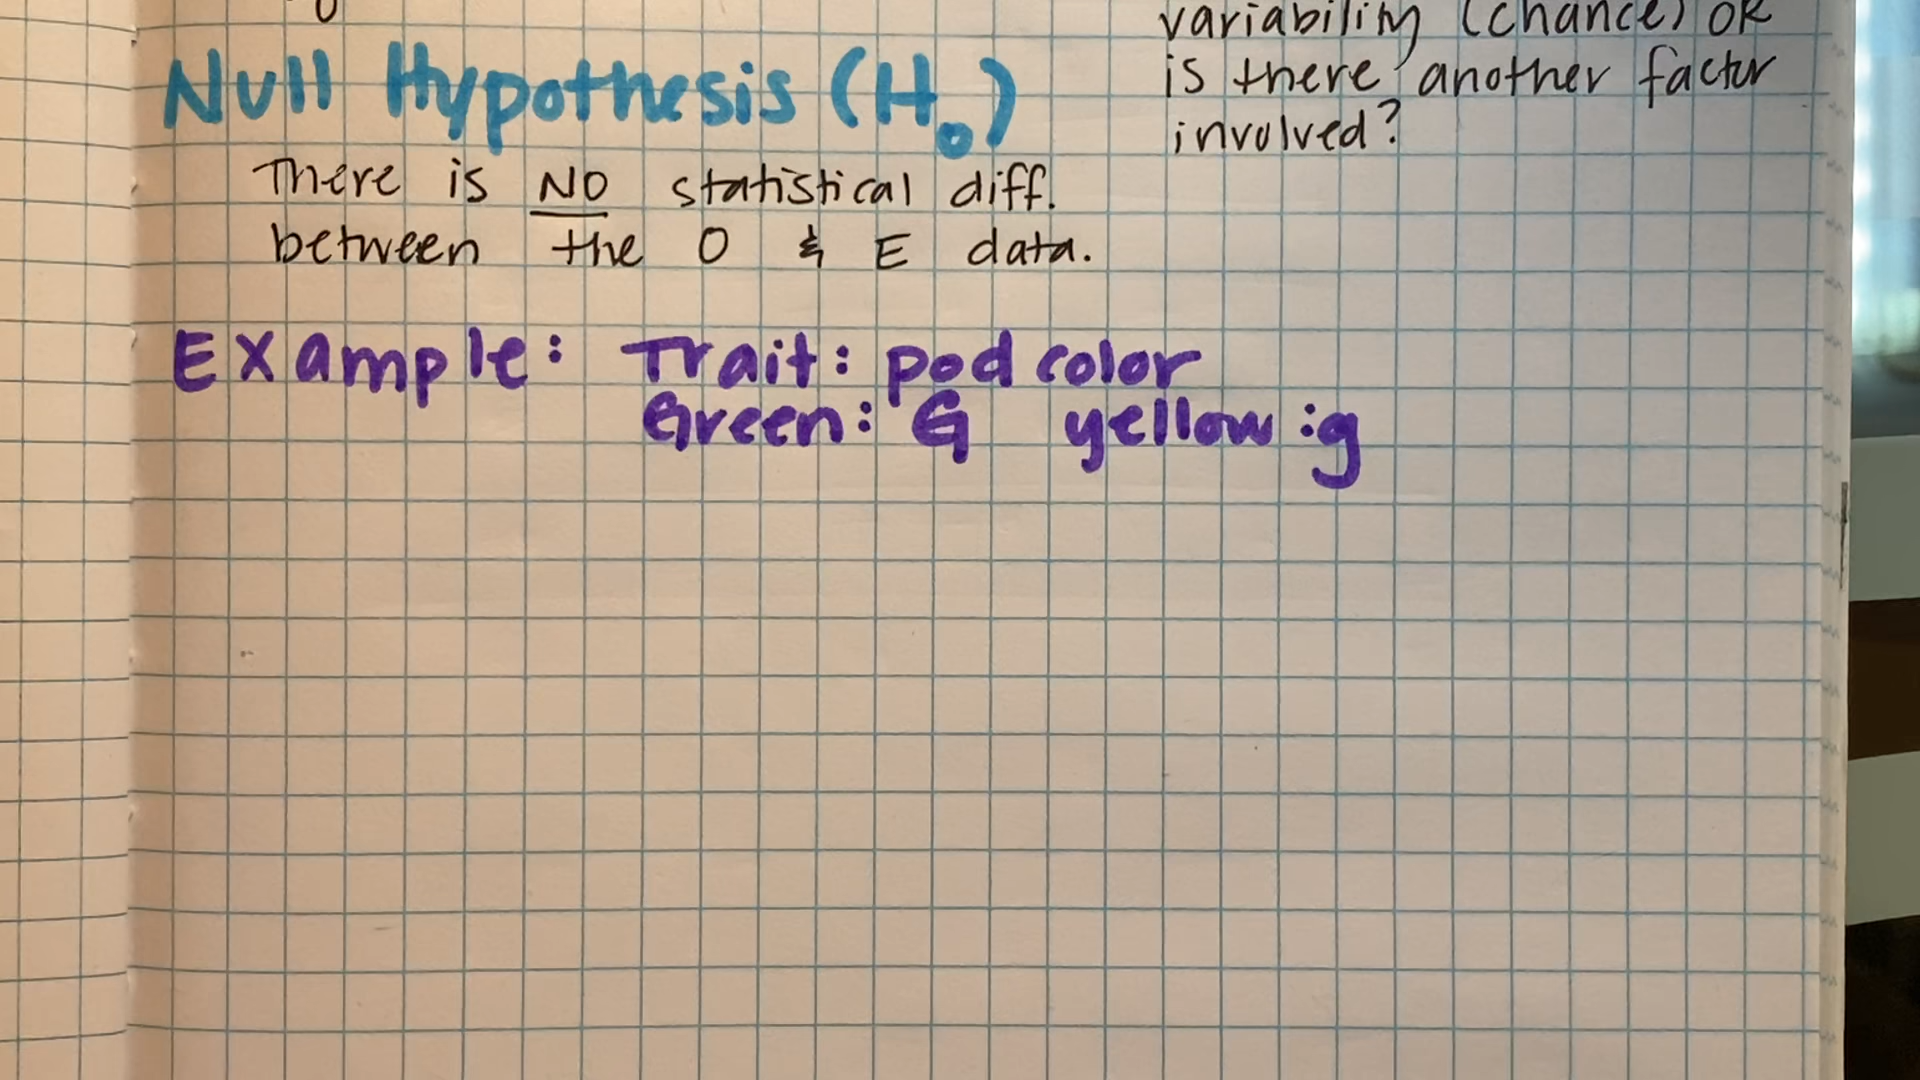 variability (chance) OR
is there another factor
involved?
Null Hypothesis (H₀)
There is NO statistical diff.
between the O & E data.
Example: Trait: pod color
Green: G yellow :g